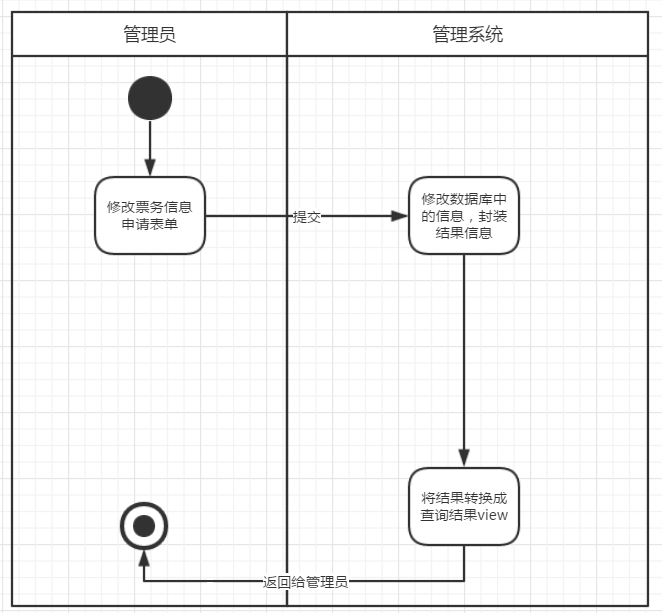 管理员
管理系统
修改票务信息
申请表单
提交
修改数据库中
的信息，封装
结果信息
将结果转换成
查询结果view
返回给管理员